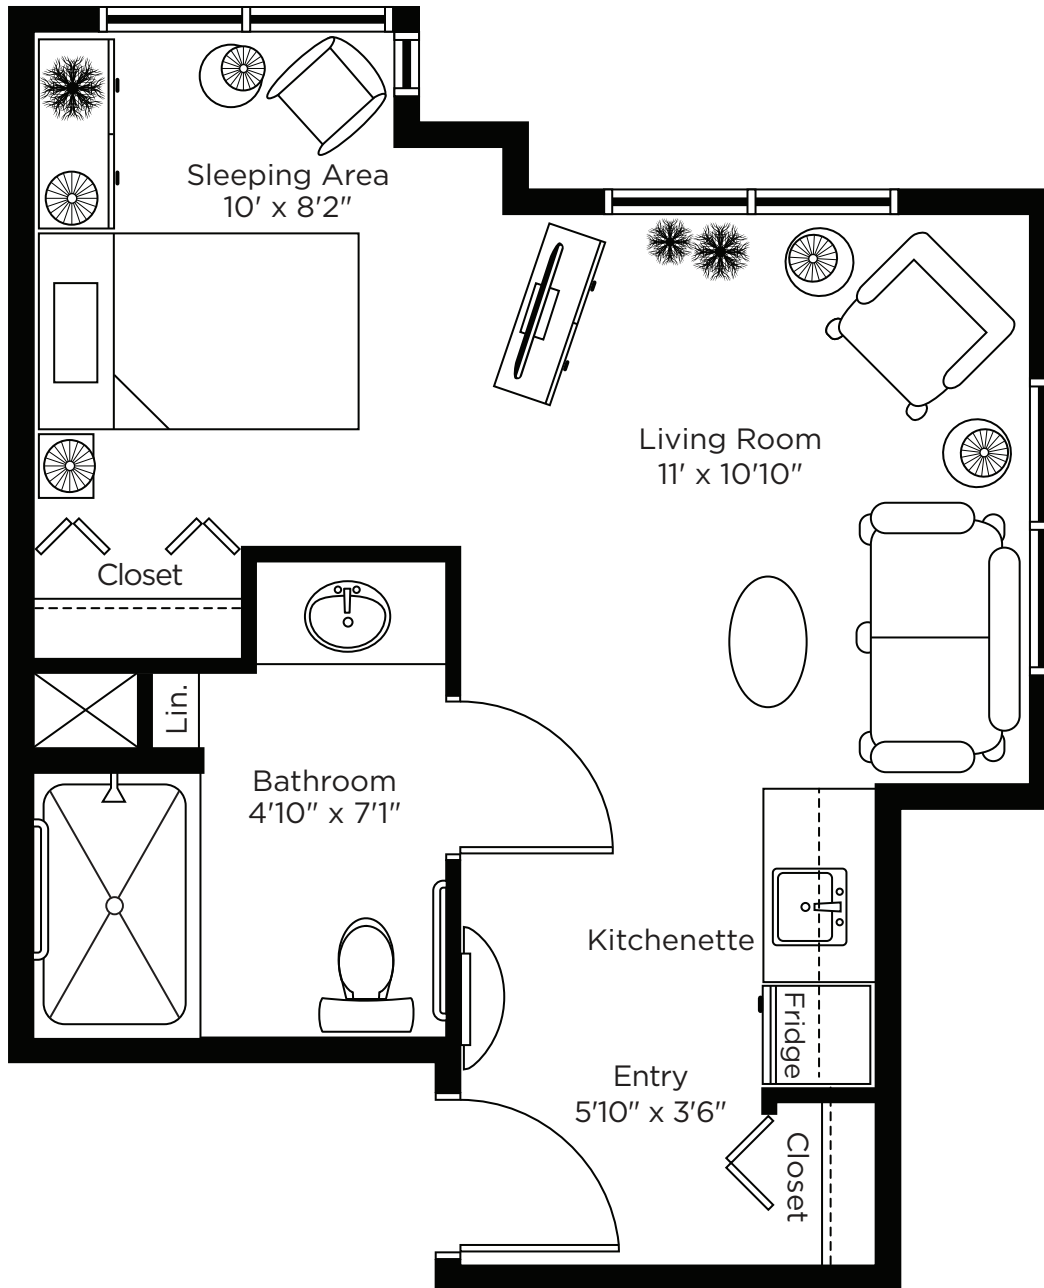 Sleeping Area
10' x 8'2"
Living Room
11' x 10'10"
Closet
Lin.
Bathroom
4'10" x 7'1"
Kitchenette
Fridge
Entry
5'10" x 3'6"
Closet